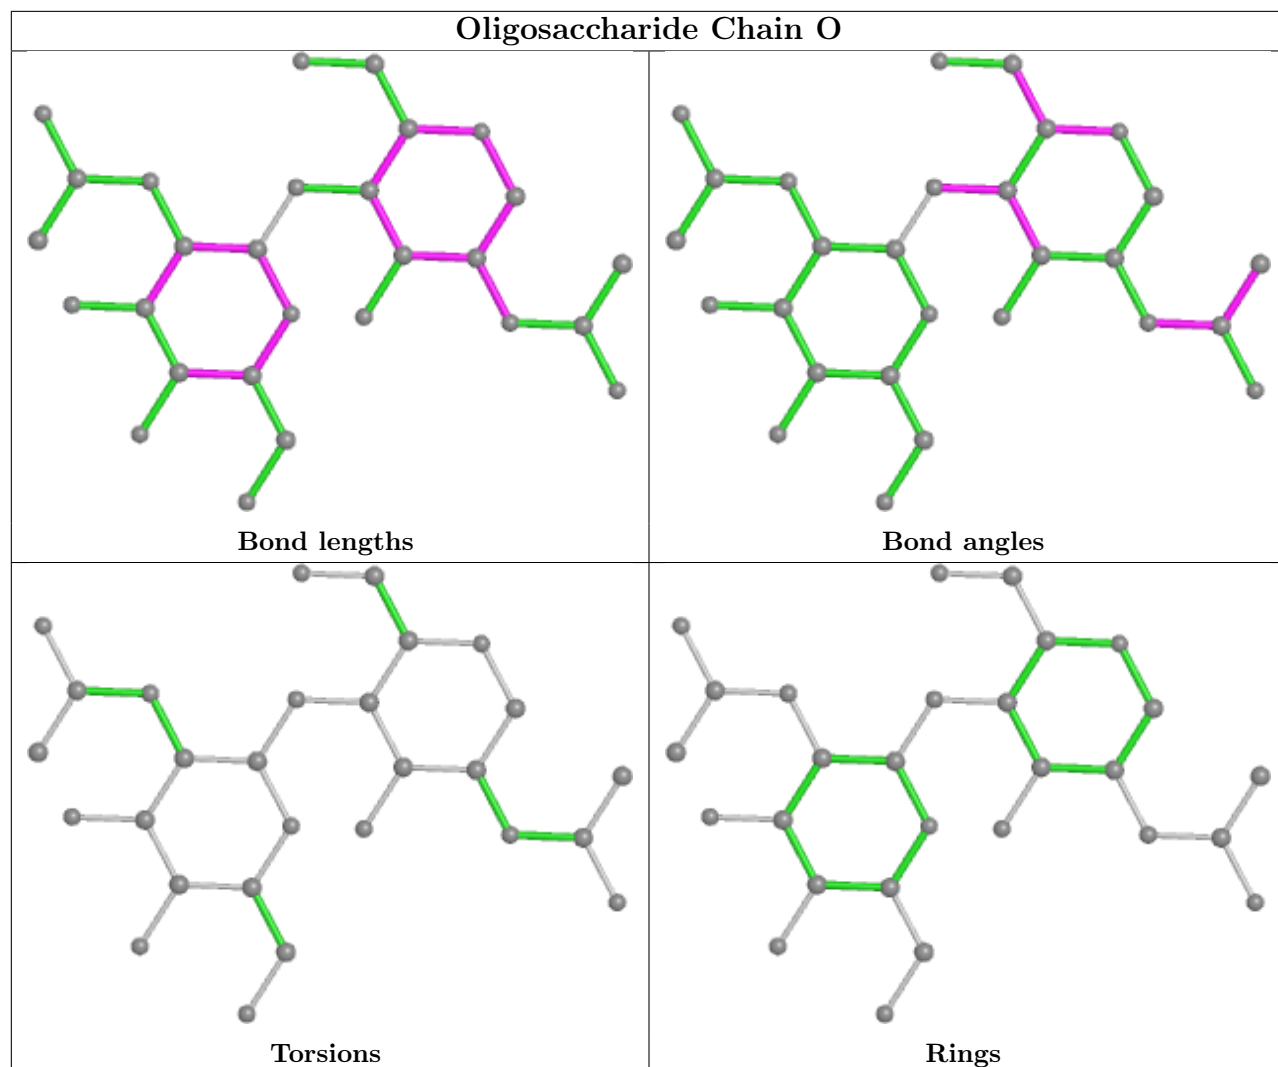 Oligosaccharide Chain O
Bond lengths
Bond angles
Torsions
Rings